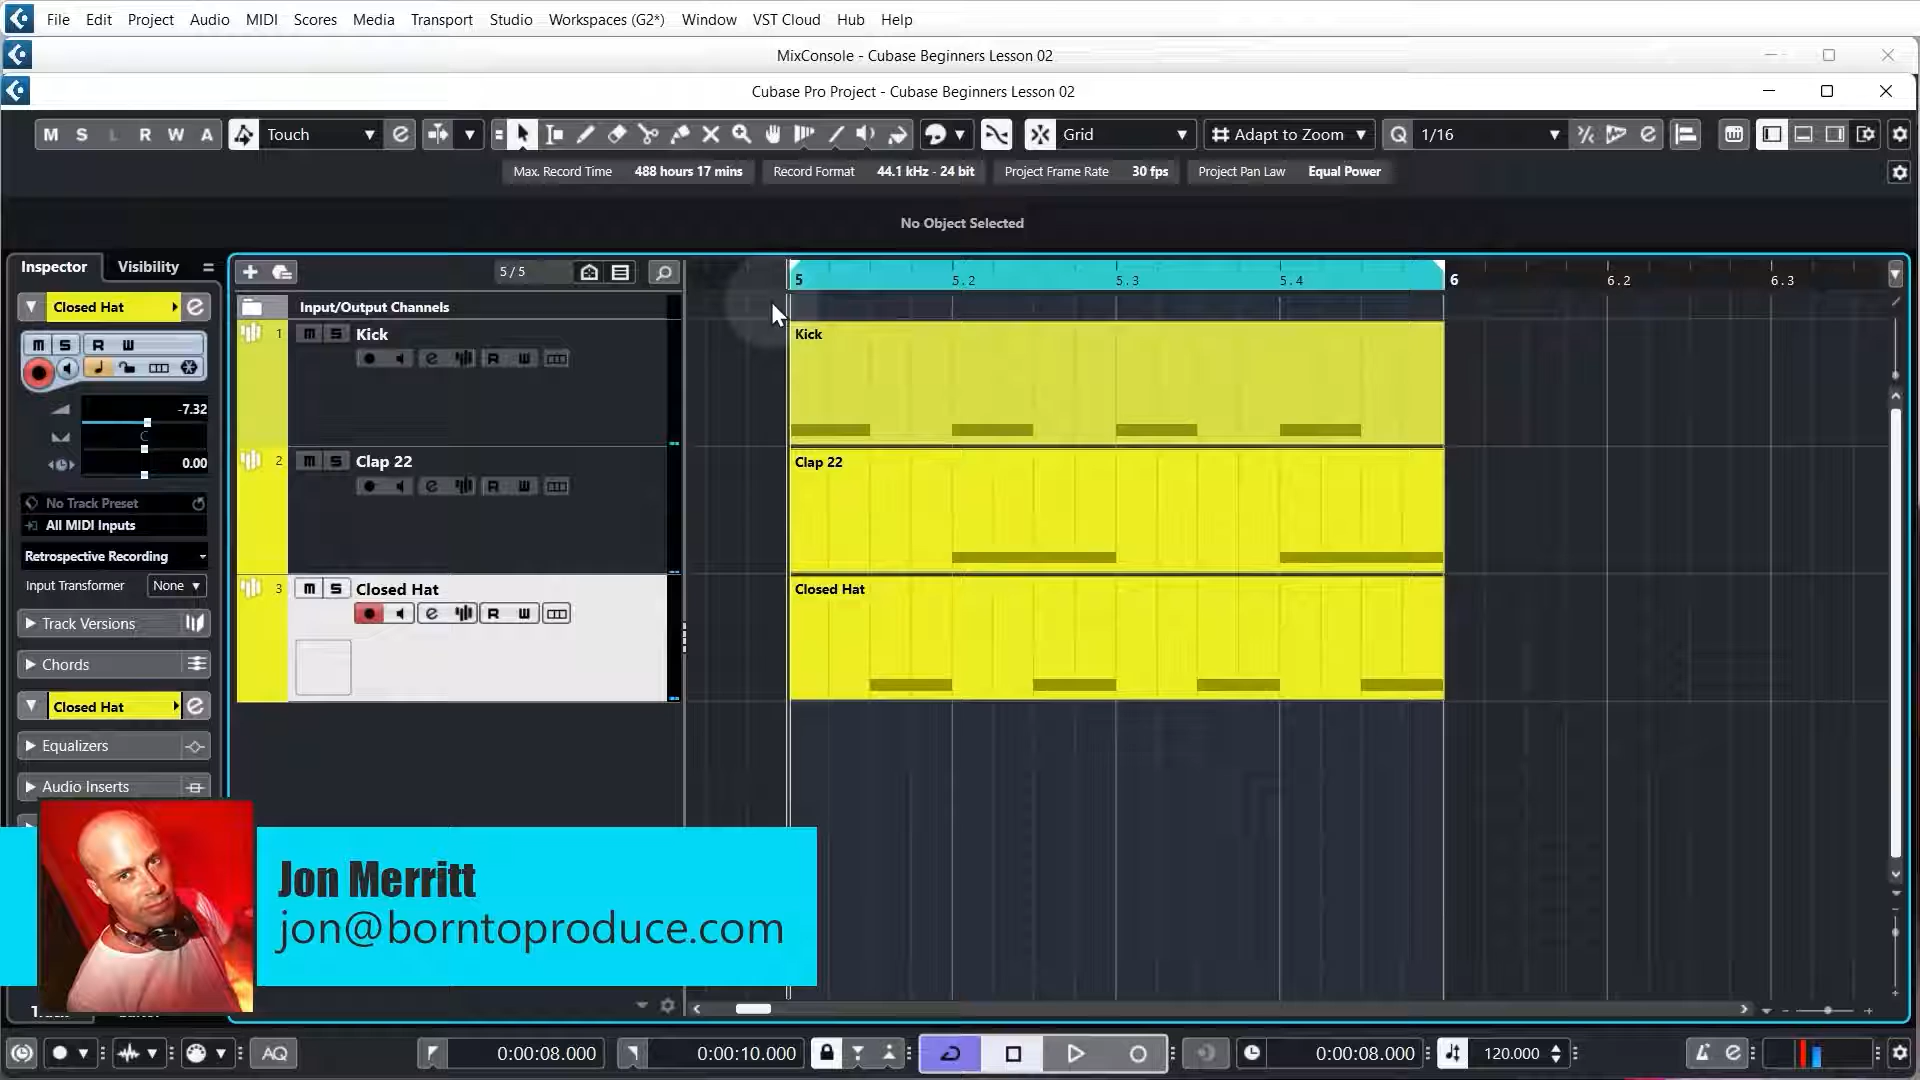 File Edit Project Audio MIDI Scores Media Transport Studio Workspaces (G2*) Window VST Cloud Hub Help
MixConsole - Cubase Beginners Lesson 02
Cubase Pro Project - Cubase Beginners Lesson 02
M S L R W A Touch e Grid Adapt to Zoom Q 1/16 e
Max. Record Time 488 hours 17 mins Record Format 44.1 kHz - 24 bit Project Frame Rate 30 fps Project Pan Law Equal Power
No Object Selected
Inspector Visibility
5 / 5
5 5.2 5.3 5.4 6 6.2 6.3
Closed Hat e
Input/Output Channels
m S R W
1 m S Kick
e R W
Kick
-7.32
C
0.00
2 m S Clap 22
e R W
Clap 22
No Track Preset
All MIDI Inputs
Retrospective Recording
Input Transformer None
3 m S Closed Hat
e R W
Closed Hat
Track Versions
Chords
Closed Hat e
Equalizers
Audio Inserts
Jon Merritt
jon@borntoproduce.com
AQ 0:00:08.000 0:00:10.000 0:00:08.000 120.000 e